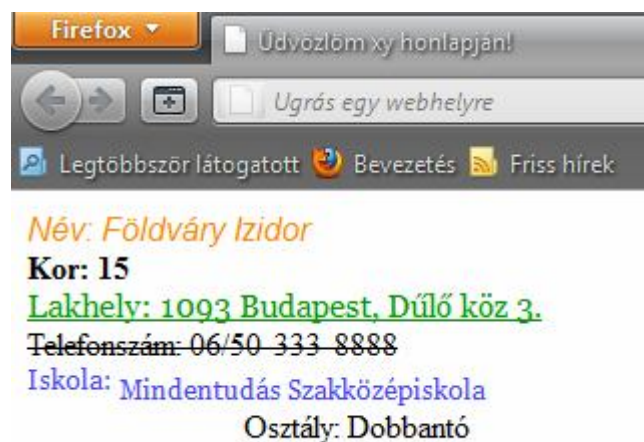 Firefox
Üdvözlöm xy honlapján!
Ugrás egy webhelyre
Legtöbbször látogatott Bevezetés Friss hírek
Név: Földváry Izidor
Kor: 15
Lakhely: 1093 Budapest, Dűlő köz 3.
Telefonszám: 06/50-333-8888
Iskola: Mindentudás Szakközépiskola
Osztály: Dobbantó